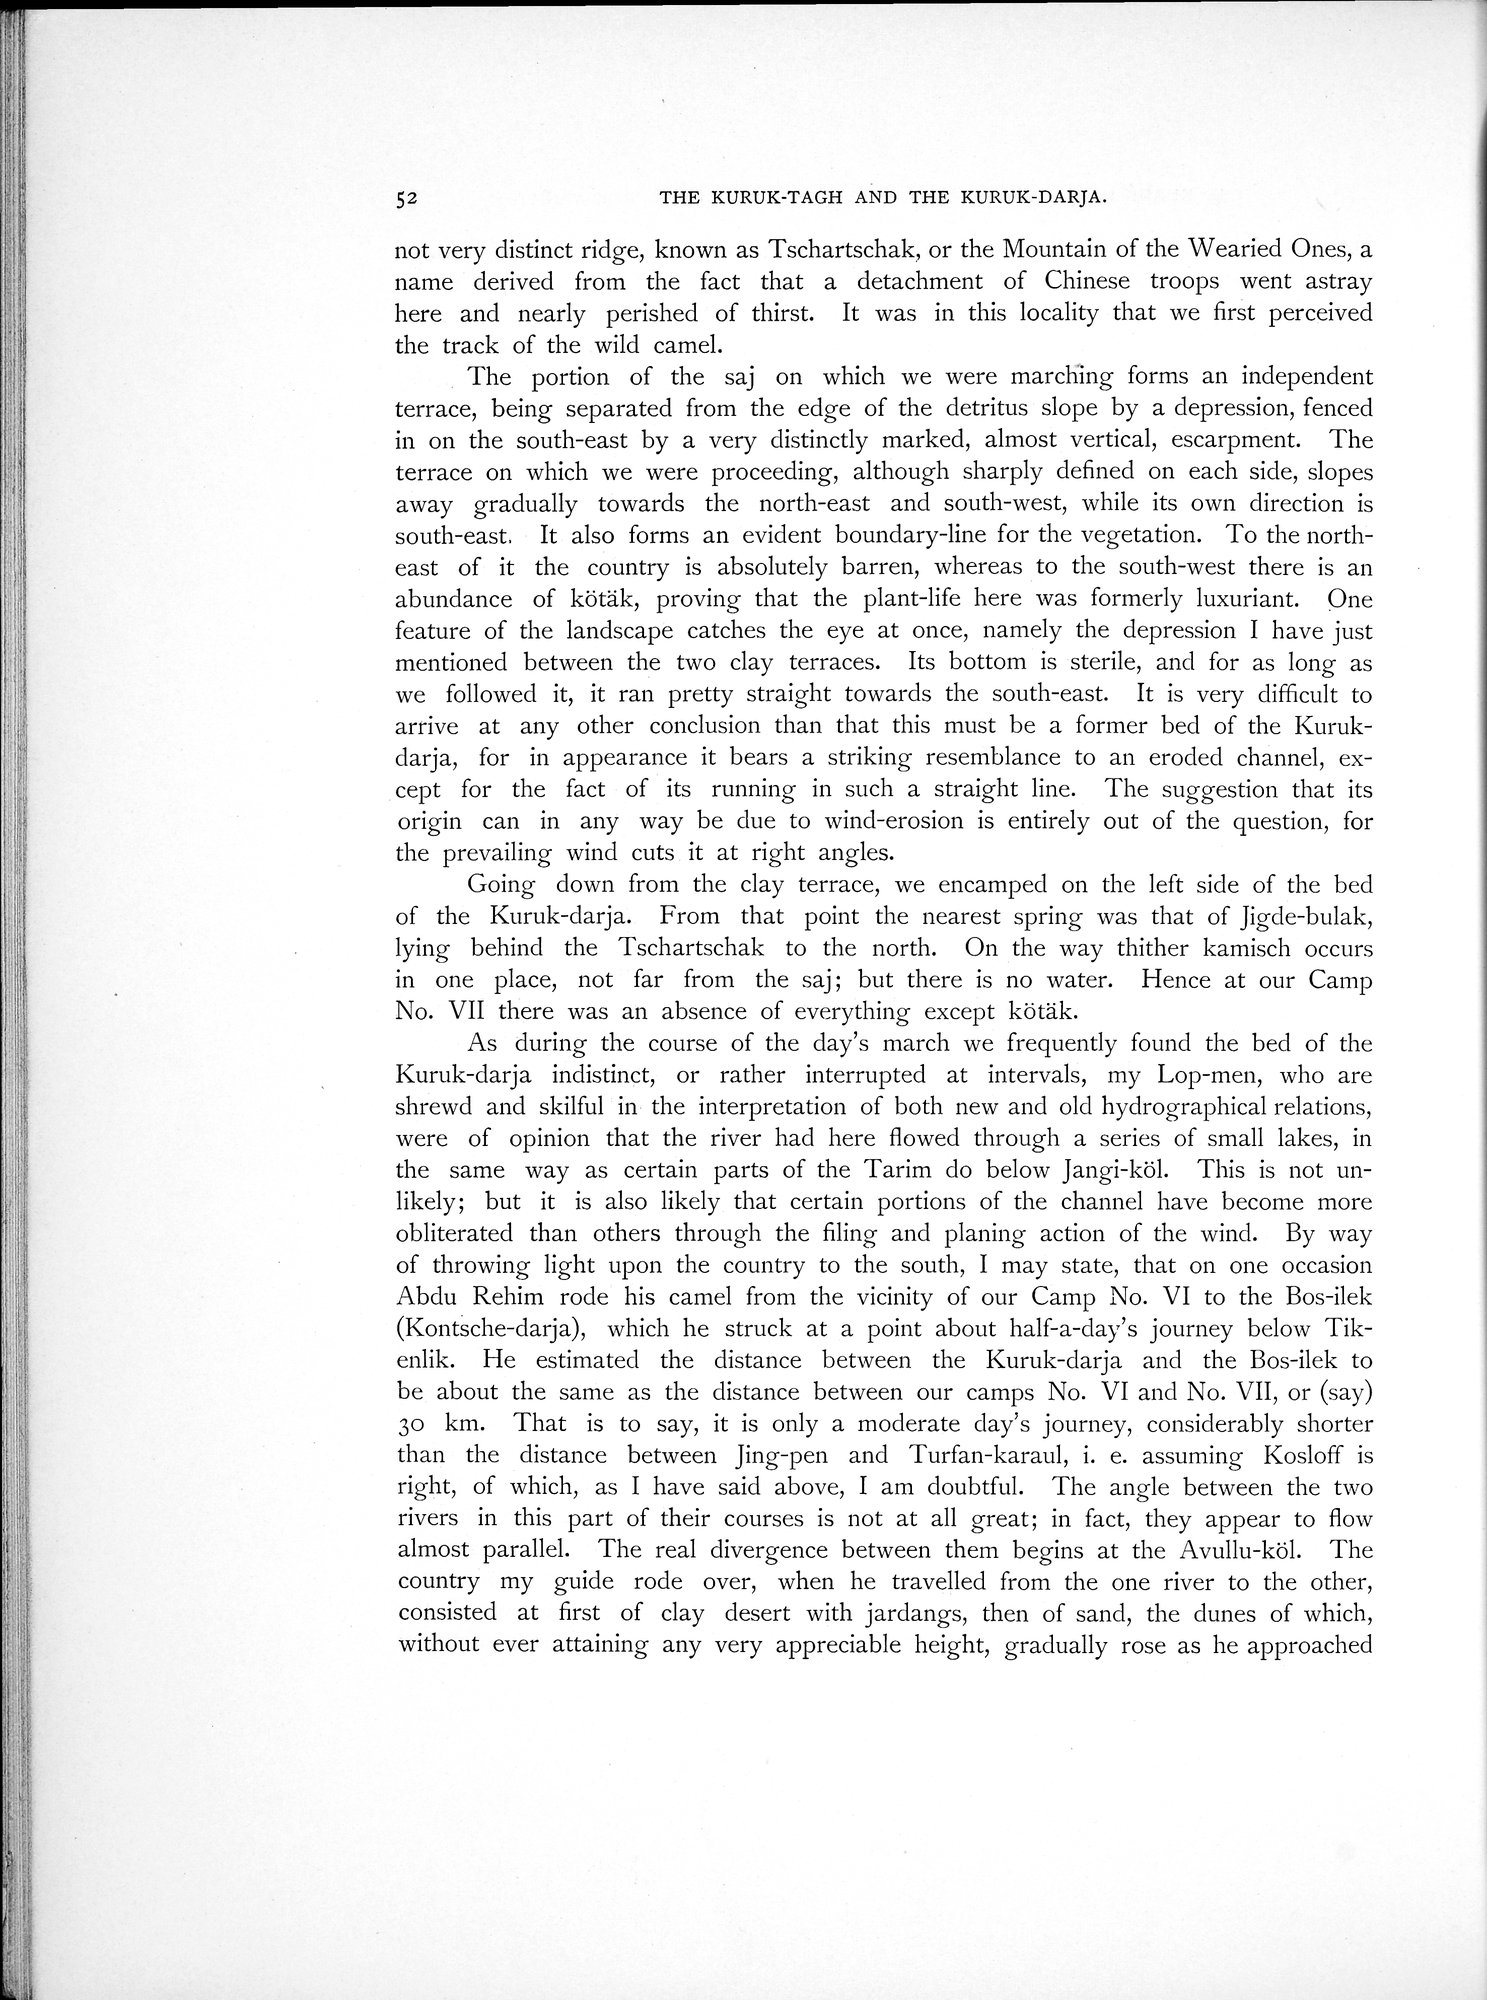 52 THE KURUK-TAGH AND THE KURUK-DARJA.
not very distinct ridge, known as Tschartschak, or the Mountain of the Wearied Ones, a
name derived from the fact that a detachment of Chinese troops went astray
here and nearly perished of thirst. It was in this locality that we first perceived
the track of the wild camel.
The portion of the saj on which we were marching forms an independent
terrace, being separated from the edge of the detritus slope by a depression, fenced
in on the south-east by a very distinctly marked, almost vertical, escarpment. The
terrace on which we were proceeding, although sharply defined on each side, slopes
away gradually towards the north-east and south-west, while its own direction is
south-east. It also forms an evident boundary-line for the vegetation. To the north-
east of it the country is absolutely barren, whereas to the south-west there is an
abundance of kötäk, proving that the plant-life here was formerly luxuriant. One
feature of the landscape catches the eye at once, namely the depression I have just
mentioned between the two clay terraces. Its bottom is sterile, and for as long as
we followed it, it ran pretty straight towards the south-east. It is very difficult to
arrive at any other conclusion than that this must be a former bed of the Kuruk-
darja, for in appearance it bears a striking resemblance to an eroded channel, ex-
cept for the fact of its running in such a straight line. The suggestion that its
origin can in any way be due to wind-erosion is entirely out of the question, for
the prevailing wind cuts it at right angles.
Going down from the clay terrace, we encamped on the left side of the bed
of the Kuruk-darja. From that point the nearest spring was that of Jigde-bulak,
lying behind the Tschartschak to the north. On the way thither kamisch occurs
in one place, not far from the saj; but there is no water. Hence at our Camp
No. VII there was an absence of everything except kötäk.
As during the course of the day's march we frequently found the bed of the
Kuruk-darja indistinct, or rather interrupted at intervals, my Lop-men, who are
shrewd and skilful in the interpretation of both new and old hydrographical relations,
were of opinion that the river had here flowed through a series of small lakes, in
the same way as certain parts of the Tarim do below Jangi-köl. This is not un-
likely; but it is also likely that certain portions of the channel have become more
obliterated than others through the filing and planing action of the wind. By way
of throwing light upon the country to the south, I may state, that on one occasion
Abdu Rehim rode his camel from the vicinity of our Camp No. VI to the Bos-ilek
(Kontsche-darja), which he struck at a point about half-a-day's journey below Tik-
enlik. He estimated the distance between the Kuruk-darja and the Bos-ilek to
be about the same as the distance between our camps No. VI and No. VII, or (say)
30 km. That is to say, it is only a moderate day's journey, considerably shorter
than the distance between Jing-pen and Turfan-karaul, i. e. assuming Kosloff is
right, of which, as I have said above, I am doubtful. The angle between the two
rivers in this part of their courses is not at all great; in fact, they appear to flow
almost parallel. The real divergence between them begins at the Avullu-köl. The
country my guide rode over, when he travelled from the one river to the other,
consisted at first of clay desert with jardangs, then of sand, the dunes of which,
without ever attaining any very appreciable height, gradually rose as he approached